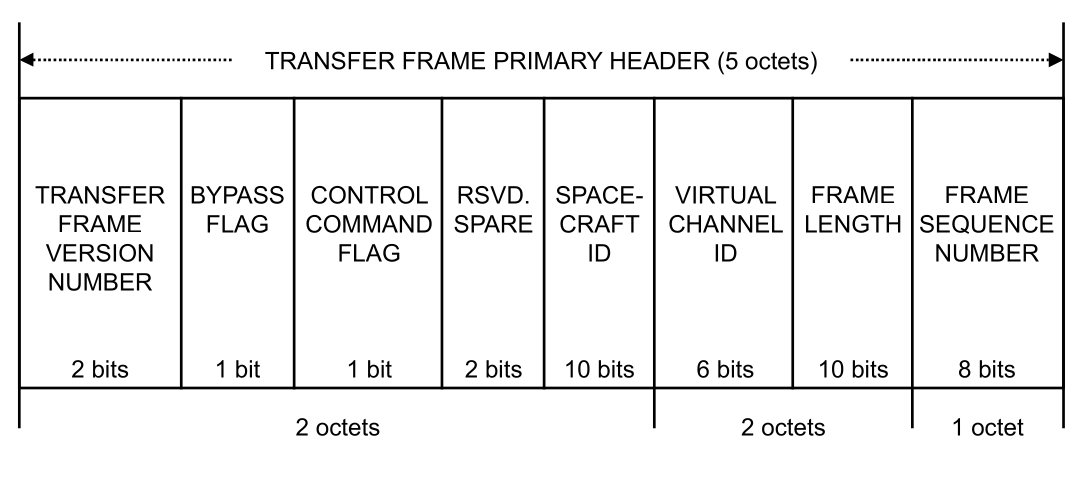 TRANSFER FRAME PRIMARY HEADER (5 octets)
TRANSFER
FRAME
VERSION
NUMBER
2 bits
BYPASS
FLAG
1 bit
CONTROL
COMMAND
FLAG
1 bit
RSVD.
SPARE
2 bits
SPACE-
CRAFT
ID
10 bits
VIRTUAL
CHANNEL
ID
6 bits
FRAME
LENGTH
10 bits
FRAME
SEQUENCE
NUMBER
8 bits
2 octets
2 octets
1 octet